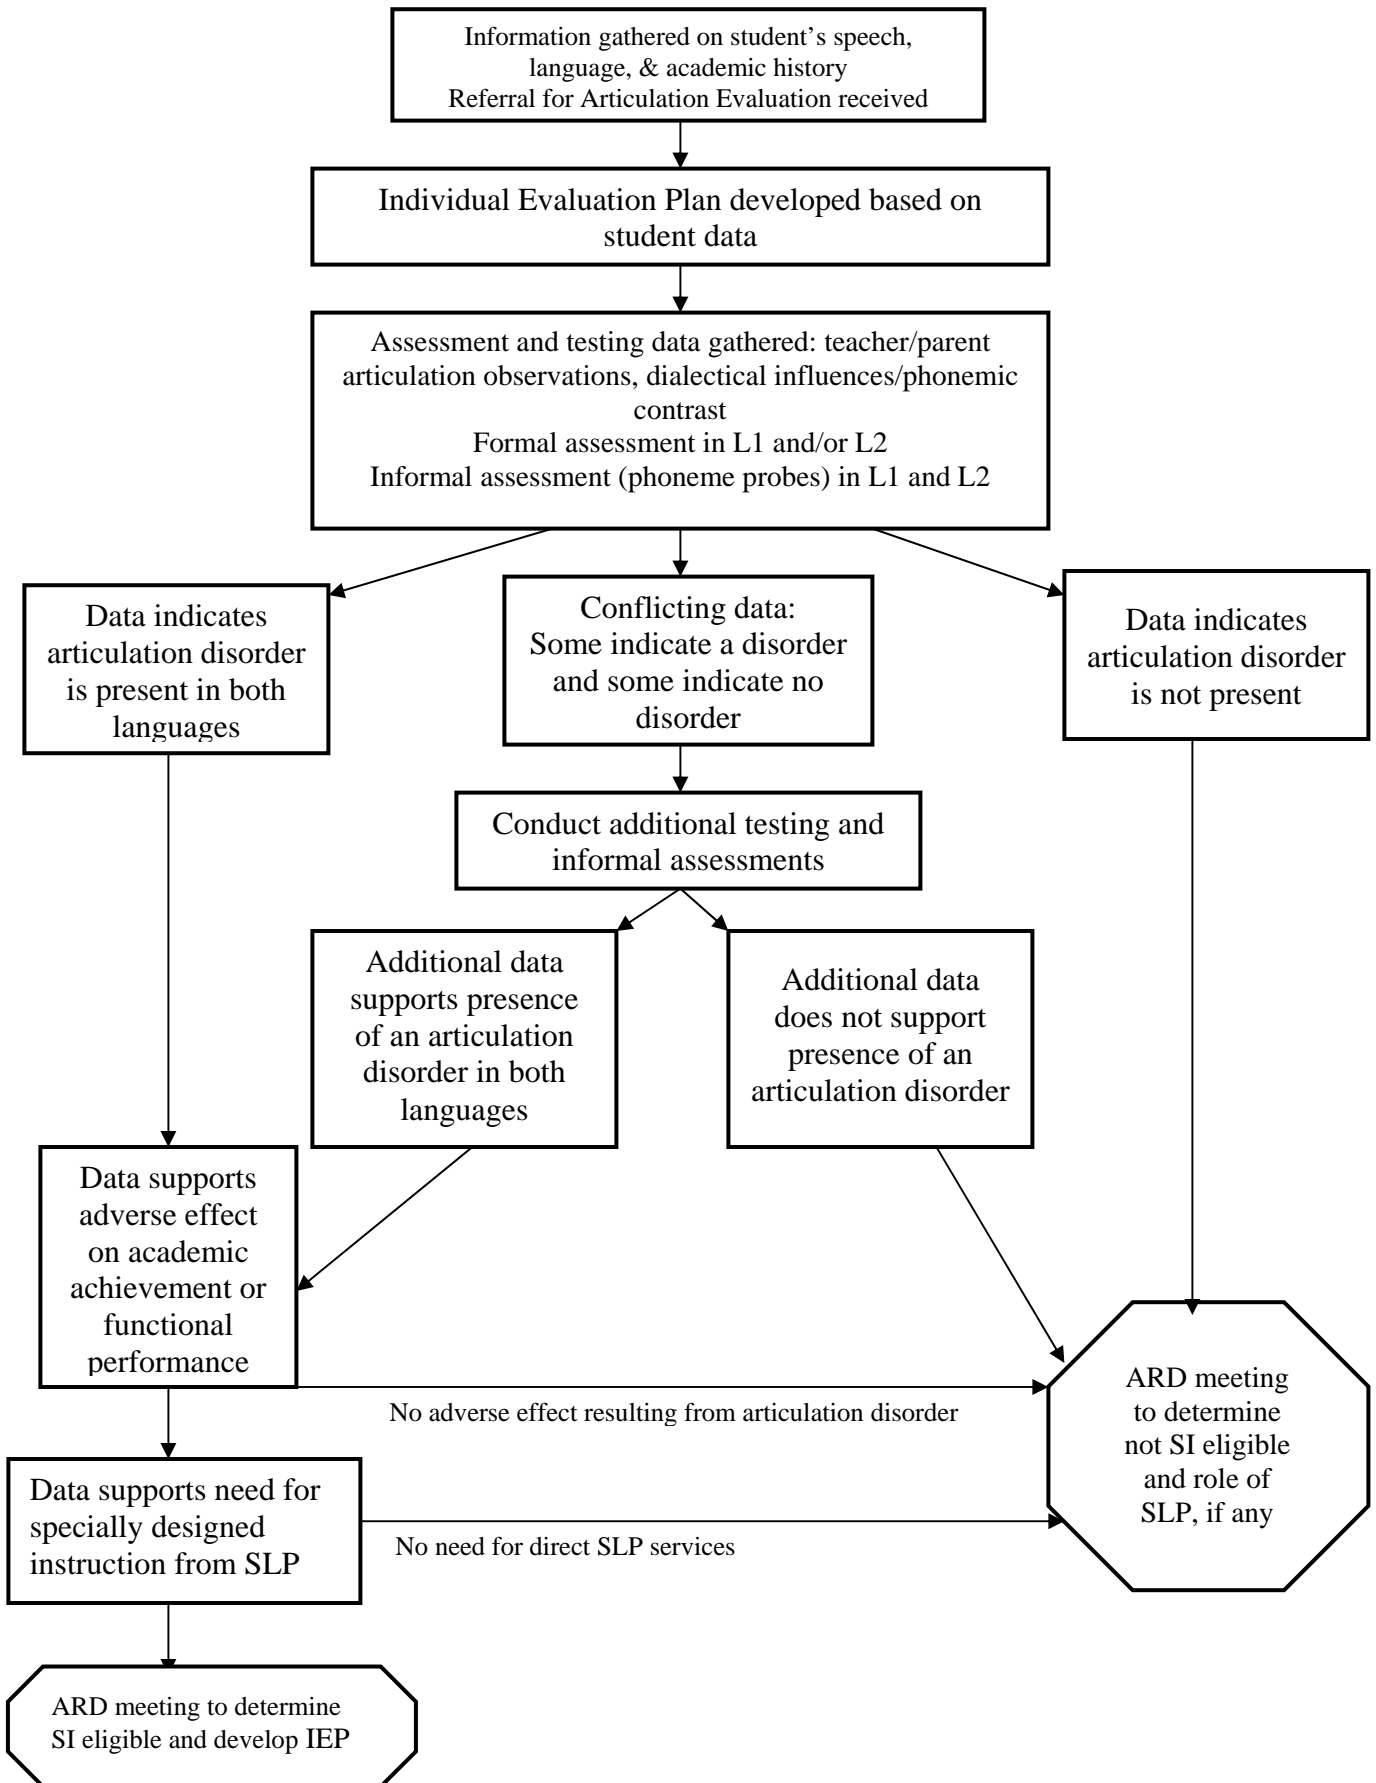 Information gathered on student's speech,
language, & academic history
Referral for Articulation Evaluation received
Individual Evaluation Plan developed based on
student data
Assessment and testing data gathered: teacher/parent
articulation observations, dialectical influences/phonemic
contrast
Formal assessment in L1 and/or L2
Informal assessment (phoneme probes) in L1 and L2
Data indicates
articulation disorder
is present in both
languages
Conflicting data:
Some indicate a disorder
and some indicate no
disorder
Data indicates
articulation disorder
is not present
Conduct additional testing and
informal assessments
Additional data
supports presence
of an articulation
disorder in both
languages
Additional data
does not support
presence of an
articulation disorder
Data supports
adverse effect
on academic
achievement or
functional
performance
No adverse effect resulting from articulation disorder
ARD meeting
to determine
not SI eligible
and role of
SLP, if any
Data supports need for
specially designed
instruction from SLP
No need for direct SLP services
ARD meeting to determine
SI eligible and develop IEP